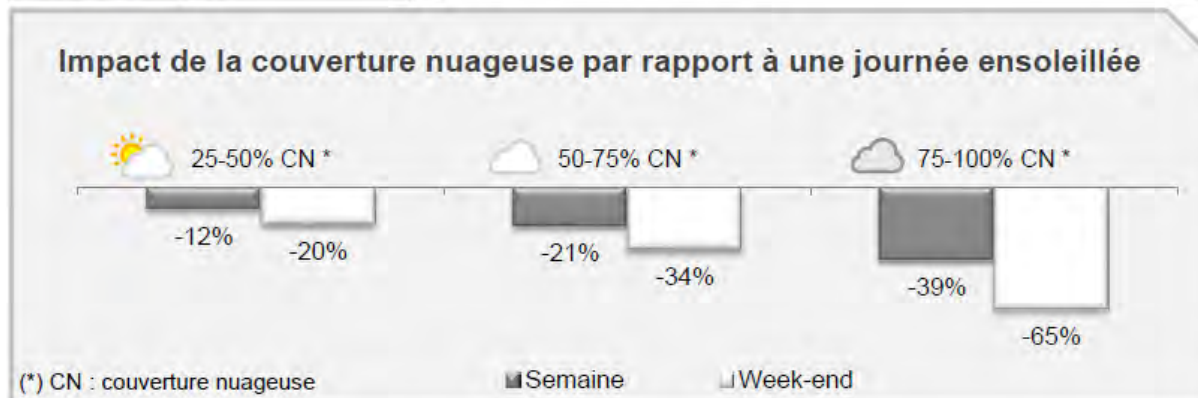 Impact de la couverture nuageuse par rapport à une journée ensoleillée
25-50% CN *
50-75% CN *
75-100% CN *
-12%
-20%
-21%
-34%
-39%
-65%
(*) CN : couverture nuageuse
Semaine
Week-end